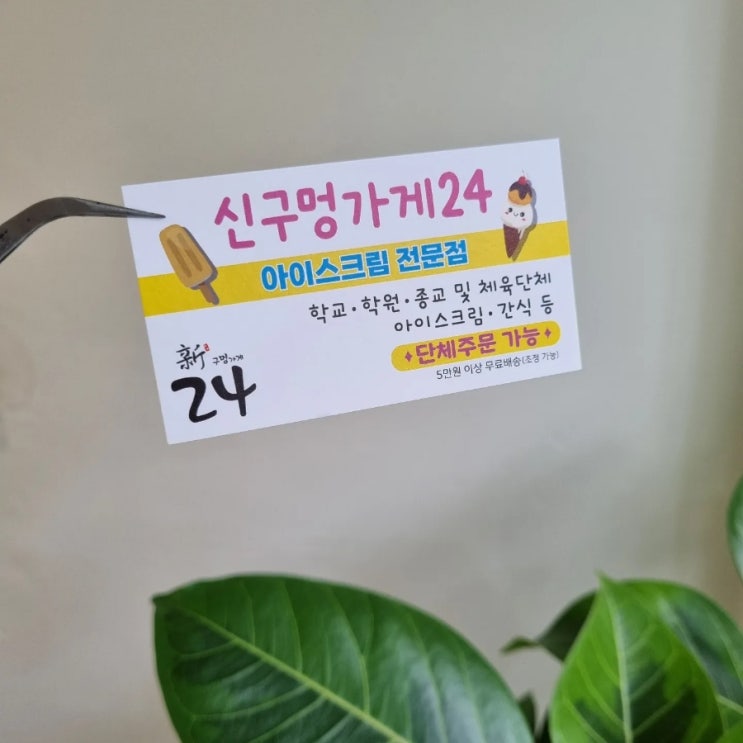 신구멍가게24
아이스크림 전문점
학교·학원·종교 및 체육단체
아이스크림·간식 등
단체주문 가능
5만원 이상 무료배송(조정 가능)
新 구멍가게
24